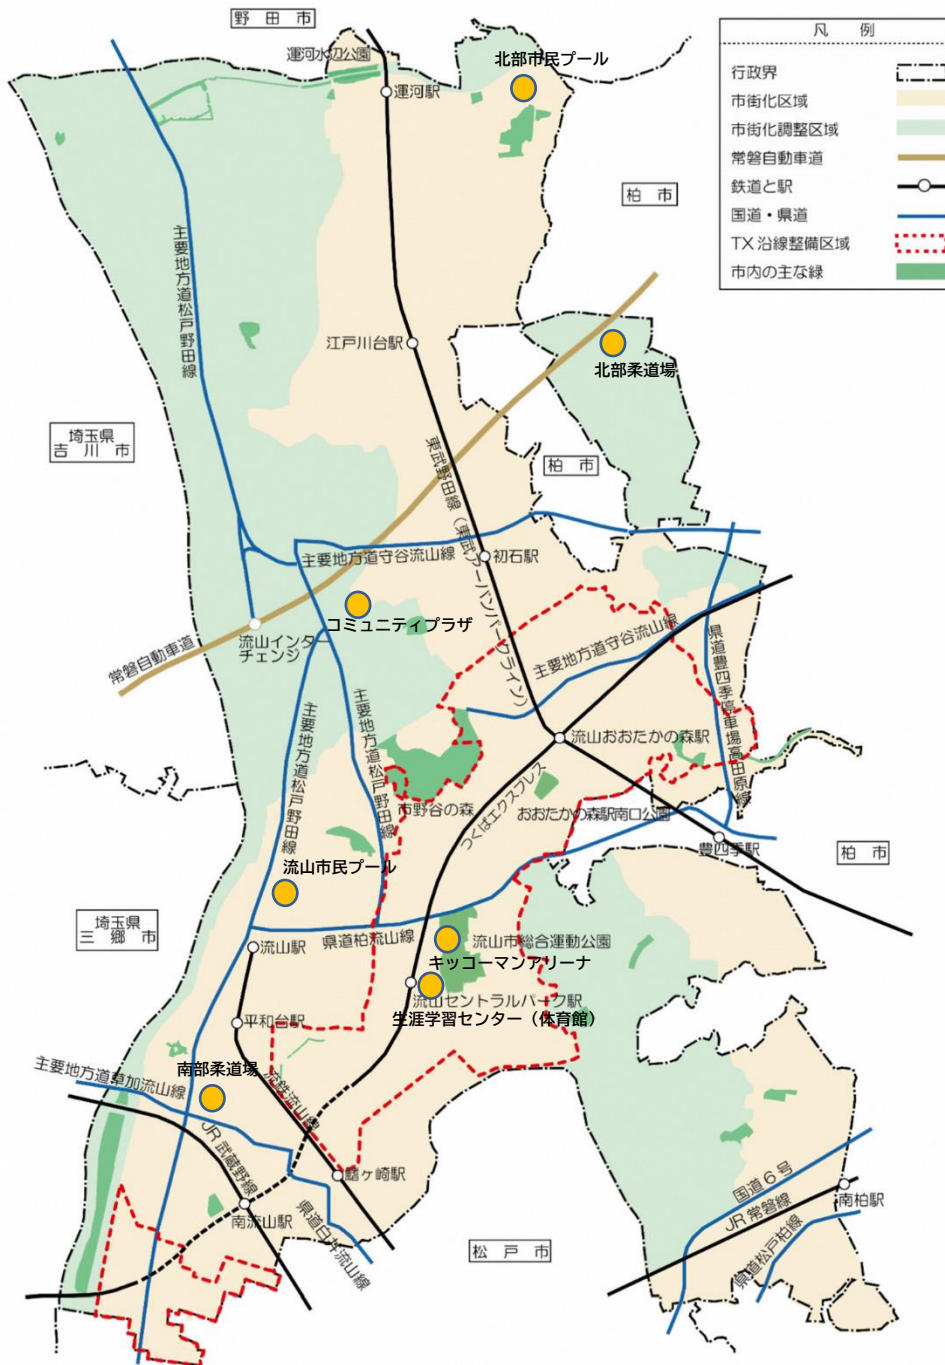 野田市
運河水辺公園
運河駅
北部市民プール
凡例
行政界
市街化区域
市街化調整区域
常磐自動車道
鉄道と駅
国道・県道
TX沿線整備区域
市内の主な緑
柏市
主要地方道松戸野田線
江戸川台駅
北部柔道場
埼玉県
吉川市
柏市
東武野田線（東武アーバンパークライン）
主要地方道守谷流山線
初石駅
コミュニティプラザ
流山インター
チェンジ
常磐自動車道
主要地方道守谷流山線
県道豊四季停車場高田原線
主要地方道松戸野田線
主要地方道松戸野田線
流山おおたかの森駅
市野谷の森
つくばエクスプレス
おおたかの森駅南口公園
豊四季駅
柏市
流山市民プール
埼玉県
三郷市
県道柏流山線
流山駅
流山市総合運動公園
キッコーマンアリーナ
流山セントラルパーク駅
生涯学習センター（体育館）
平和台駅
南部柔道場
主要地方道草加流山線
流鉄流山線
JR武蔵野線
鰭ヶ崎駅
南流山駅
県道白井流山線
松戸市
国道6号
JR常磐線
南柏駅
県道松戸柏線